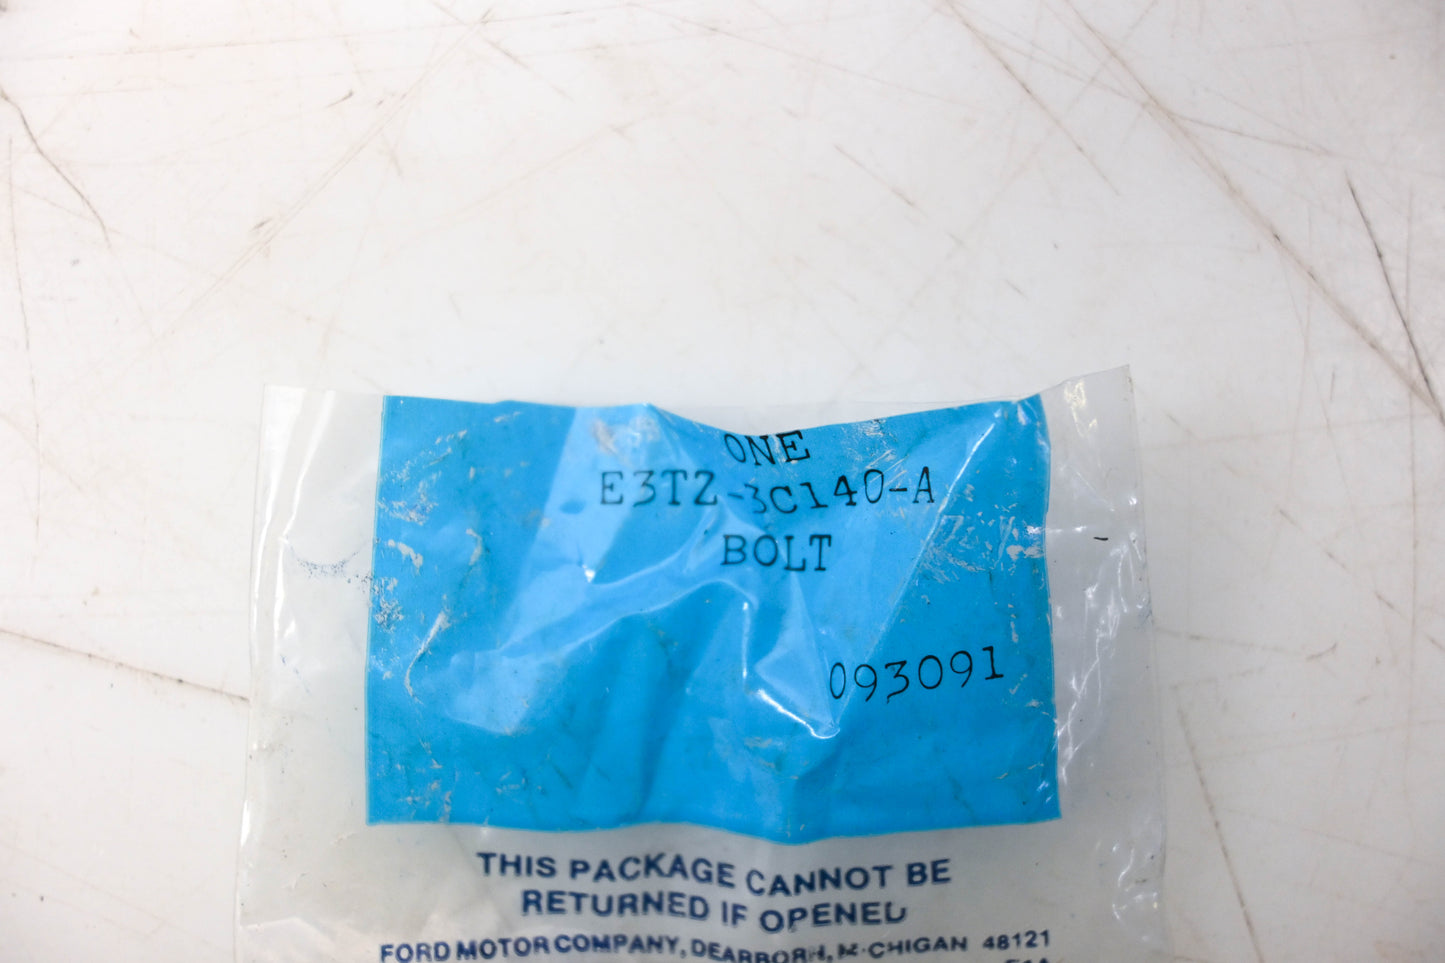 ONE
E3TZ-3C140-A
BOLT
093091
THIS PACKAGE CANNOT BE
RETURNED IF OPENED
FORD MOTOR COMPANY, DEARBORN, MICHIGAN 48121